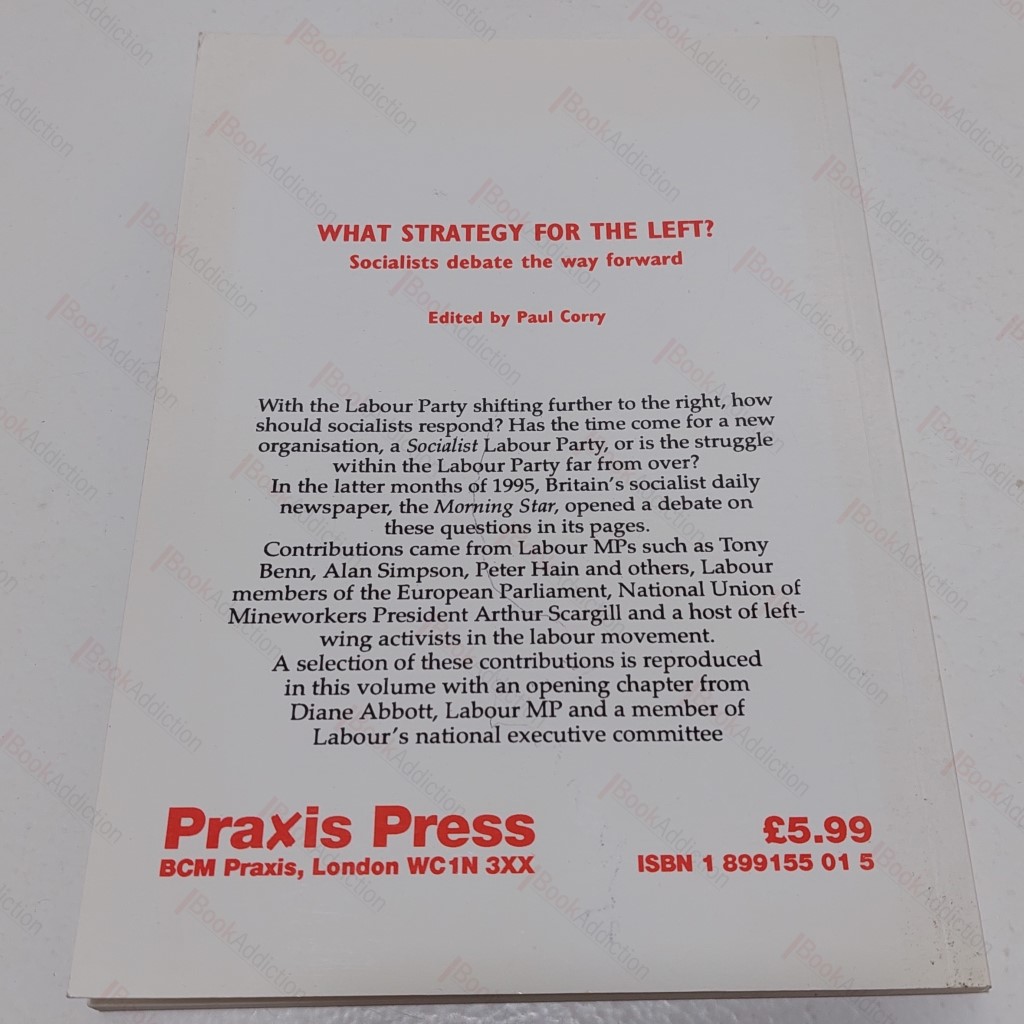 WHAT STRATEGY FOR THE LEFT?
Socialists debate the way forward
Edited by Paul Corry
With the Labour Party shifting further to the right, how
should socialists respond? Has the time come for a new
organisation, a Socialist Labour Party, or is the struggle
within the Labour Party far from over?
In the latter months of 1995, Britain's socialist daily
newspaper, the Morning Star, opened a debate on
these questions in its pages.
Contributions came from Labour MPs such as Tony
Benn, Alan Simpson, Peter Hain and others, Labour
members of the European Parliament, National Union of
Mineworkers President Arthur Scargill and a host of left-
wing activists in the labour movement.
A selection of these contributions is reproduced
in this volume with an opening chapter from
Diane Abbott, Labour MP and a member of
Labour's national executive committee
Praxis Press
BCM Praxis, London WC1N 3XX
£5.99
ISBN 1 899155 01 5
BookAddiction